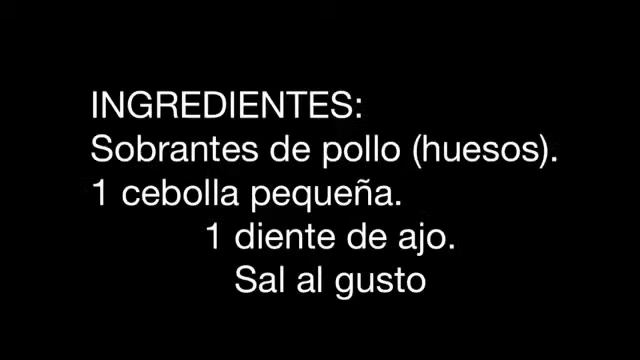 INGREDIENTES:
Sobrantes de pollo (huesos).
1 cebolla pequeña.
1 diente de ajo.
Sal al gusto